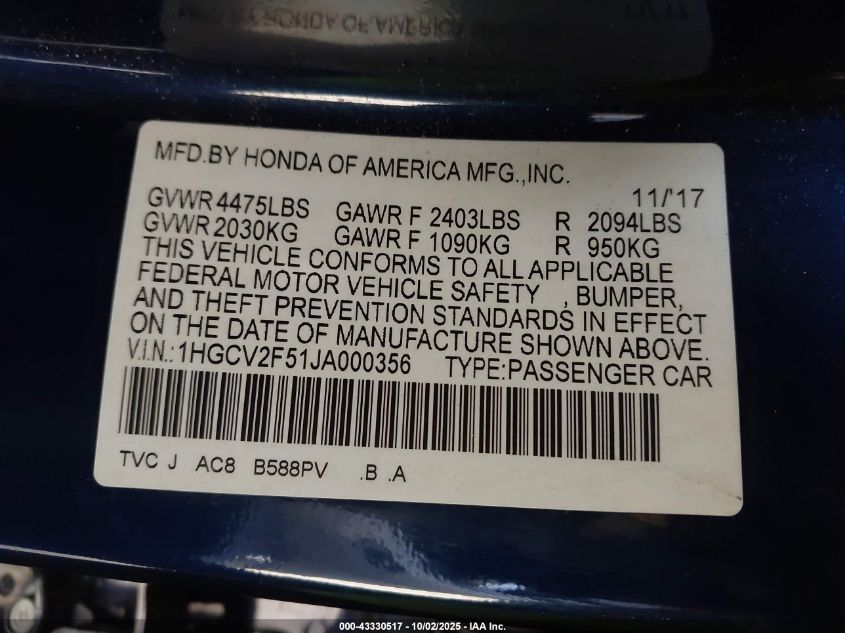 MFD.BY HONDA OF AMERICA MFG.,INC.
11/'17
GVWR 4475LBS GAWR F 2403LBS R 2094LBS
GVWR 2030KG GAWR F 1090KG R 950KG
THIS VEHICLE CONFORMS TO ALL APPLICABLE
FEDERAL MOTOR VEHICLE SAFETY , BUMPER,
AND THEFT PREVENTION STANDARDS IN EFFECT
ON THE DATE OF MANUFACTURE SHOWN ABOVE.
V.I.N.:1HGCV2F51JA000356 TYPE:PASSENGER CAR
TVC J AC8 B588PV .B .A
000-43330517 - 10/02/2025 - IAA Inc.